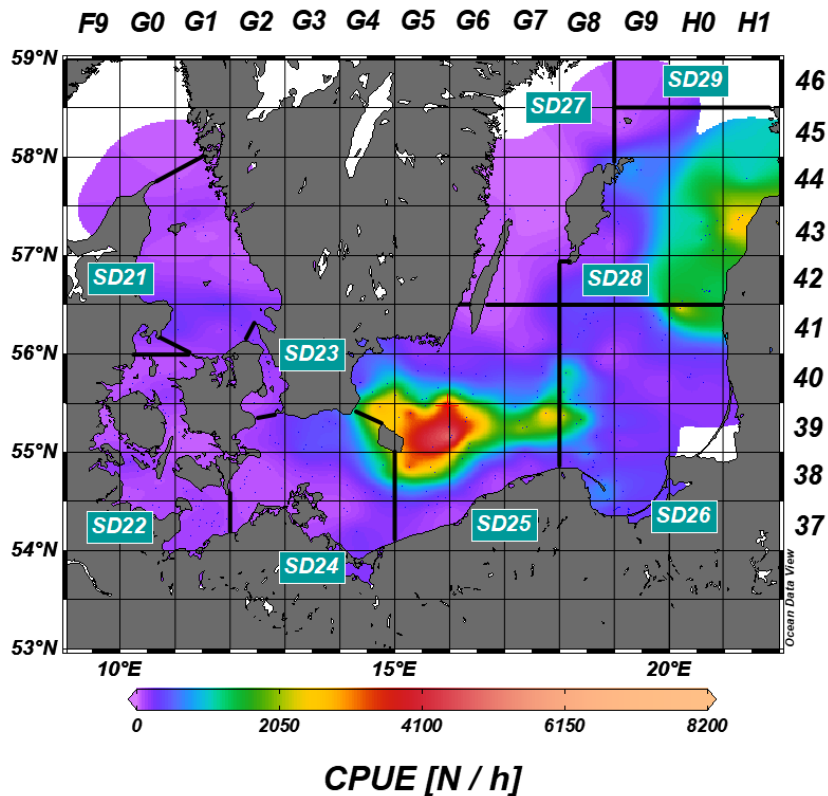 F9 G0 G1 G2 G3 G4 G5 G6 G7 G8 G9 H0 H1
59°N
SD29
46
SD27
45
58°N
44
57°N
43
SD21
SD28
42
41
56°N
SD23
40
39
55°N
38
SD22
SD25
SD26
37
54°N
SD24
Ocean Data View
53°N
10°E 15°E 20°E
0 2050 4100 6150 8200
CPUE [N / h]